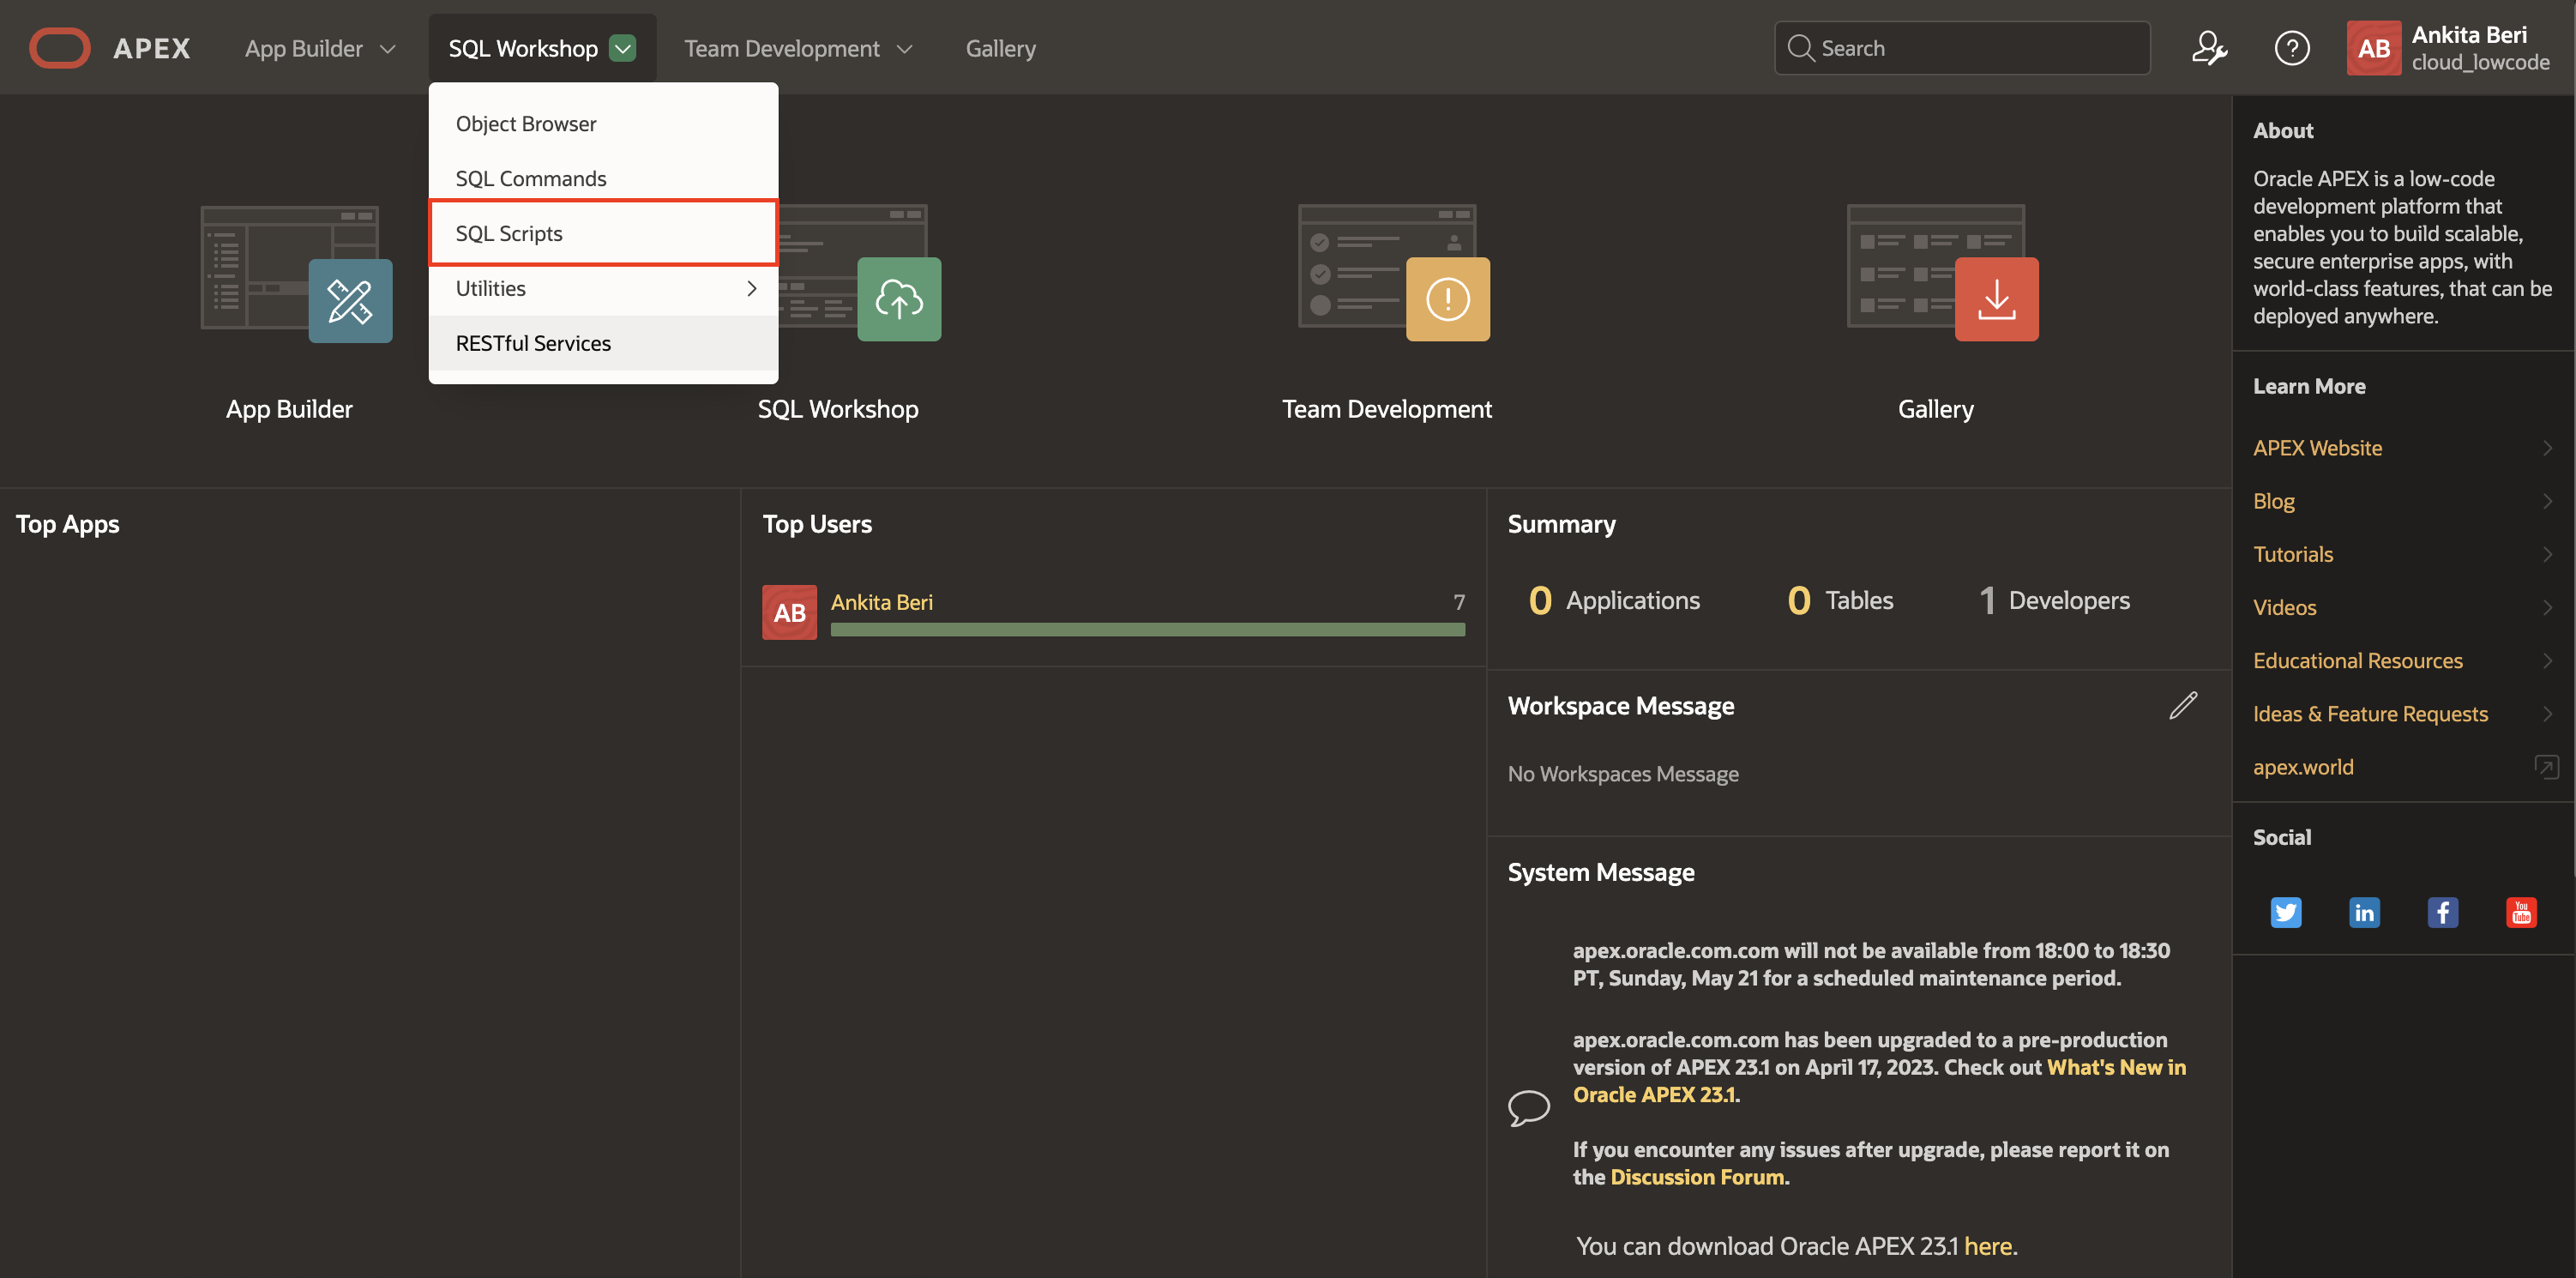 APEX
App Builder
SQL Workshop
Team Development
Gallery
Search
AB
Ankita Beri
cloud_lowcode
Object Browser
SQL Commands
SQL Scripts
Utilities
RESTful Services
App Builder
SQL Workshop
Team Development
Gallery
Top Apps
Top Users
AB
Ankita Beri
7
Summary
0 Applications
0 Tables
1 Developers
Workspace Message
No Workspaces Message
System Message
apex.oracle.com.com will not be available from 18:00 to 18:30
PT, Sunday, May 21 for a scheduled maintenance period.
apex.oracle.com.com has been upgraded to a pre-production
version of APEX 23.1 on April 17, 2023. Check out What's New in
Oracle APEX 23.1.
If you encounter any issues after upgrade, please report it on
the Discussion Forum.
You can download Oracle APEX 23.1 here.
About
Oracle APEX is a low-code
development platform that
enables you to build scalable,
secure enterprise apps, with
world-class features, that can be
deployed anywhere.
Learn More
APEX Website
Blog
Tutorials
Videos
Educational Resources
Ideas & Feature Requests
apex.world
Social
in
f
You
Tube